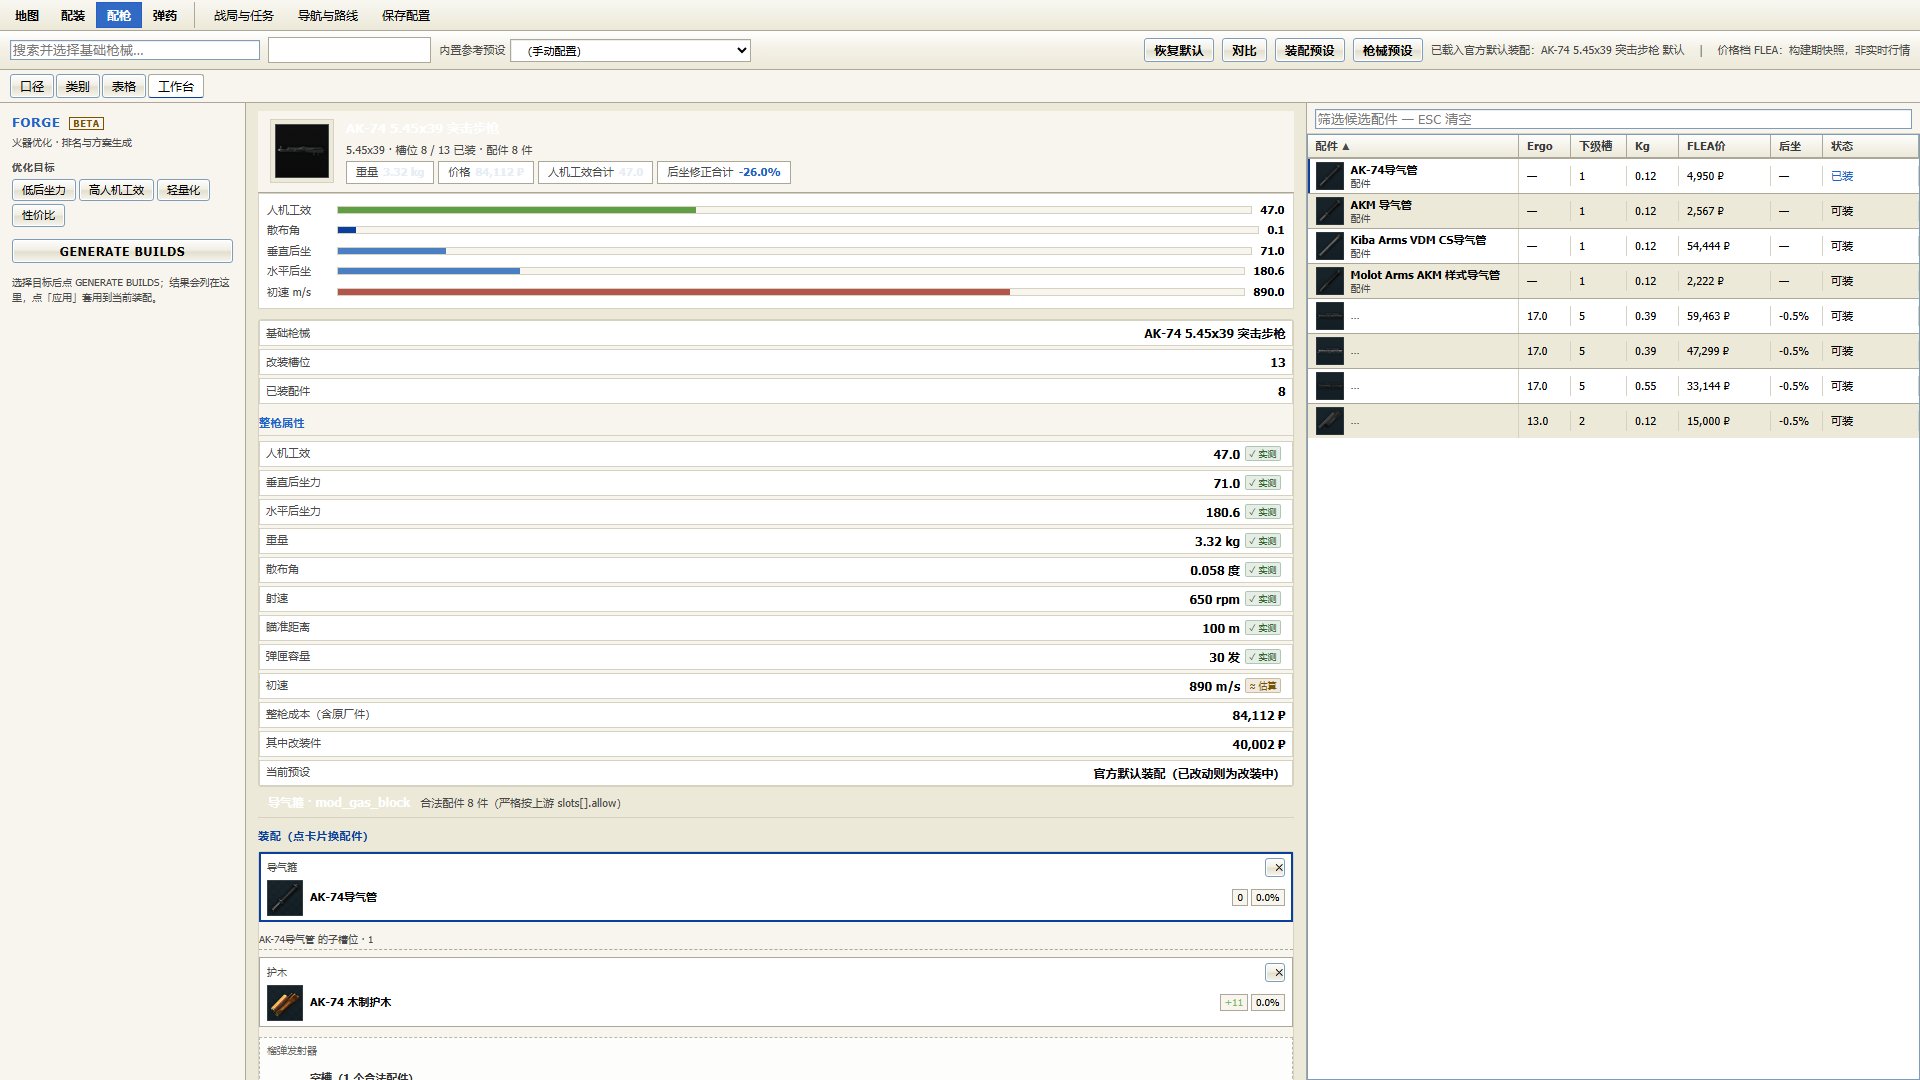 地图 配装 配枪 弹药 战局与任务 导航与路线 保存配置
搜索并选择基础枪械... 内置参考预设 (手动配置) 恢复默认 对比 装配预设 枪械预设 已载入官方默认装配：AK-74 5.45x39 突击步枪 默认 | 价格档 FLEA：构建期快照，非实时行情
口径 类别 表格 工作台
FORGE BETA
火器优化 · 排名与方案生成
优化目标
低后坐力 高人机工效 轻量化
性价比
GENERATE BUILDS
选择目标后点 GENERATE BUILDS；结果会列在这
里，点「应用」套用到当前装配。
AK-74 5.45x39 突击步枪
5.45x39 · 槽位 8 / 13 已装 · 配件 8 件
重量 3.32 kg 价格 84,112 ₽ 人机工效合计 47.0 后坐修正合计 -26.0%
人机工效 47.0
散布角 0.1
垂直后坐 71.0
水平后坐 180.6
初速 m/s 890.0
基础枪械 AK-74 5.45x39 突击步枪
改装槽位 13
已装配件 8
整枪属性
人机工效 47.0 ✓ 实测
垂直后坐力 71.0 ✓ 实测
水平后坐力 180.6 ✓ 实测
重量 3.32 kg ✓ 实测
散布角 0.058 度 ✓ 实测
射速 650 rpm ✓ 实测
瞄准距离 100 m ✓ 实测
弹匣容量 30 发 ✓ 实测
初速 890 m/s ≈ 估算
整枪成本（含原厂件） 84,112 ₽
其中改装件 40,002 ₽
当前预设 官方默认装配（已改动则为改装中）
导气箍 · mod_gas_block 合法配件 8 件（严格按上游 slots[].allow）
装配（点卡片换配件）
导气箍 ×
AK-74导气管 0 0.0%
AK-74导气管 的子槽位 · 1
护木 ×
AK-74 木制护木 +11 0.0%
榴弹发射器
空槽（1 个合法配件）
筛选候选配件 — ESC 清空
配件 ▲ Ergo 下级槽 Kg FLEA价 后坐 状态
AK-74导气管
配件 — 1 0.12 4,950 ₽ — 已装
AKM 导气管
配件 — 1 0.12 2,567 ₽ — 可装
Kiba Arms VDM CS导气管
配件 — 1 0.12 54,444 ₽ — 可装
Molot Arms AKM 样式导气管
配件 — 1 0.12 2,222 ₽ — 可装
... 17.0 5 0.39 59,463 ₽ -0.5% 可装
... 17.0 5 0.39 47,299 ₽ -0.5% 可装
... 17.0 5 0.55 33,144 ₽ -0.5% 可装
... 13.0 2 0.12 15,000 ₽ -0.5% 可装